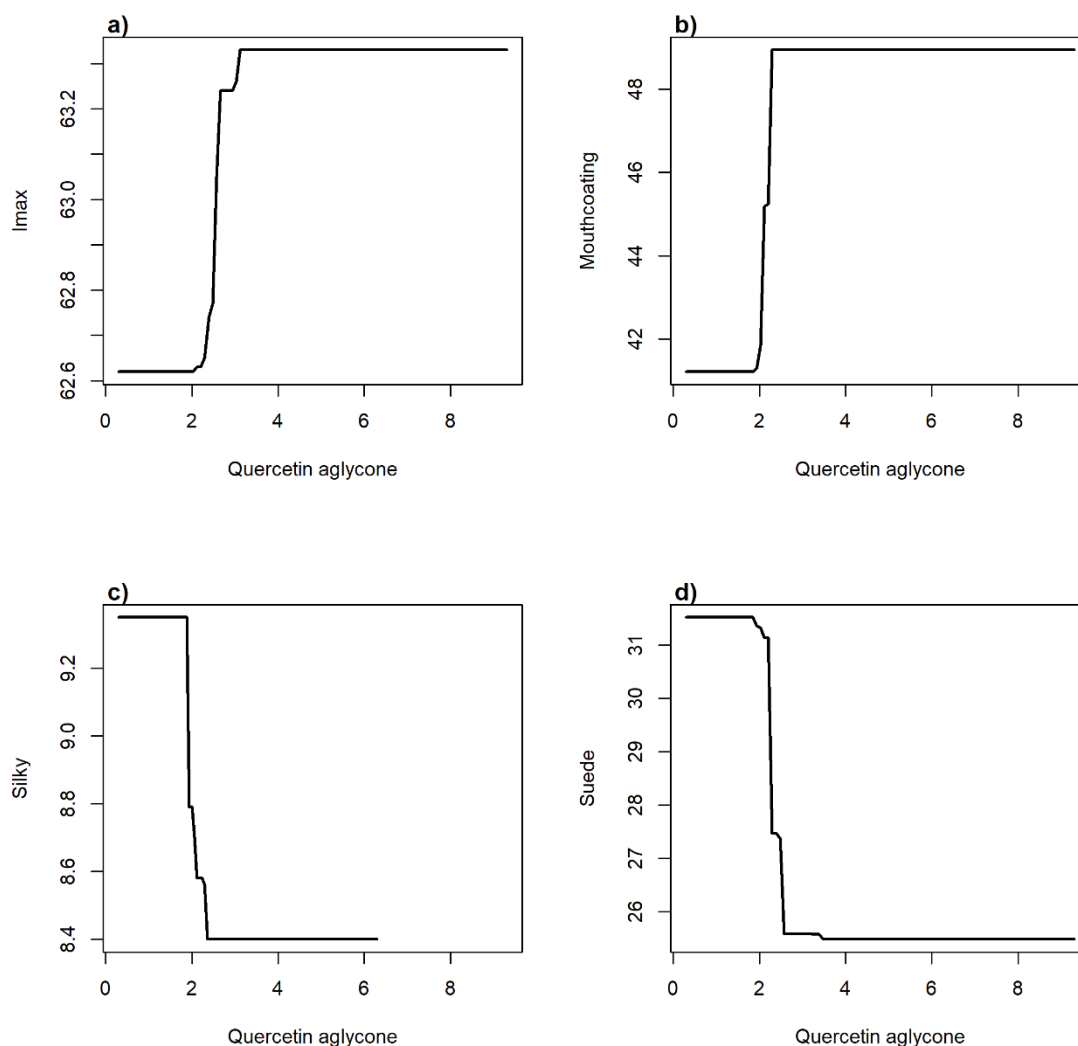 a)
Imax
63.2
63.0
62.8
62.6
0 2 4 6 8
Quercetin aglycone
b)
Mouthcoating
48
46
44
42
0 2 4 6 8
Quercetin aglycone
c)
Silky
9.2
9.0
8.8
8.6
8.4
0 2 4 6 8
Quercetin aglycone
d)
Suede
31
30
29
28
27
26
0 2 4 6 8
Quercetin aglycone